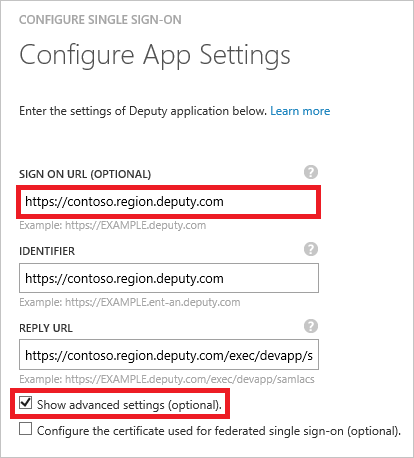 CONFIGURE SINGLE SIGN-ON
Configure App Settings
Enter the settings of Deputy application below. Learn more
SIGN ON URL (OPTIONAL) ?
https://contoso.region.deputy.com
Example: https://EXAMPLE.deputy.com
IDENTIFIER ?
https://contoso.region.deputy.com
Example: https://EXAMPLE.ent-an.deputy.com
REPLY URL ?
https://contoso.region.deputy.com/exec/devapp/s
Example: https://EXAMPLE.deputy.com/exec/devapp/samlacs
Show advanced settings (optional).
Configure the certificate used for federated single sign-on (optional).